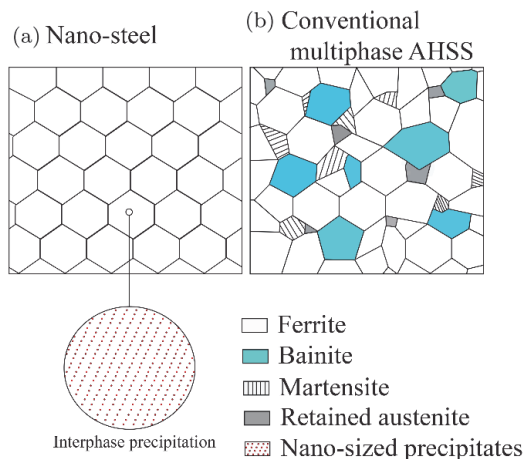 (a) Nano-steel
(b) Conventional
multiphase AHSS
Interphase precipitation
Ferrite
Bainite
Martensite
Retained austenite
Nano-sized precipitates